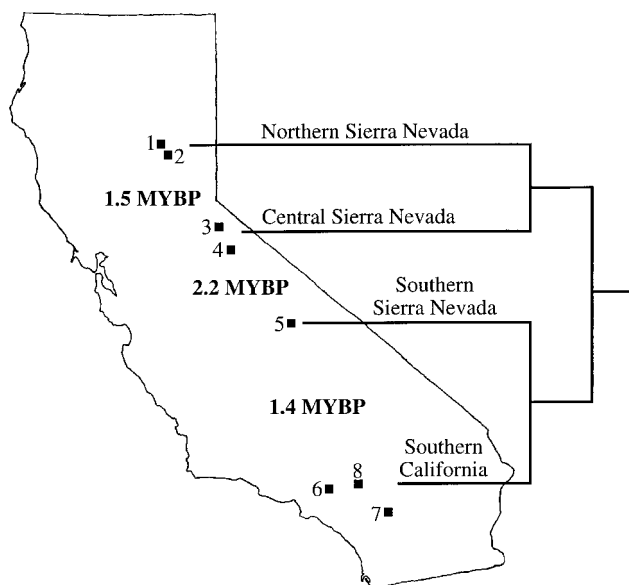 1
Northern Sierra Nevada
2
1.5 MYBP
3
Central Sierra Nevada
4
2.2 MYBP
Southern
Sierra Nevada
5
1.4 MYBP
Southern
California
8
6
7